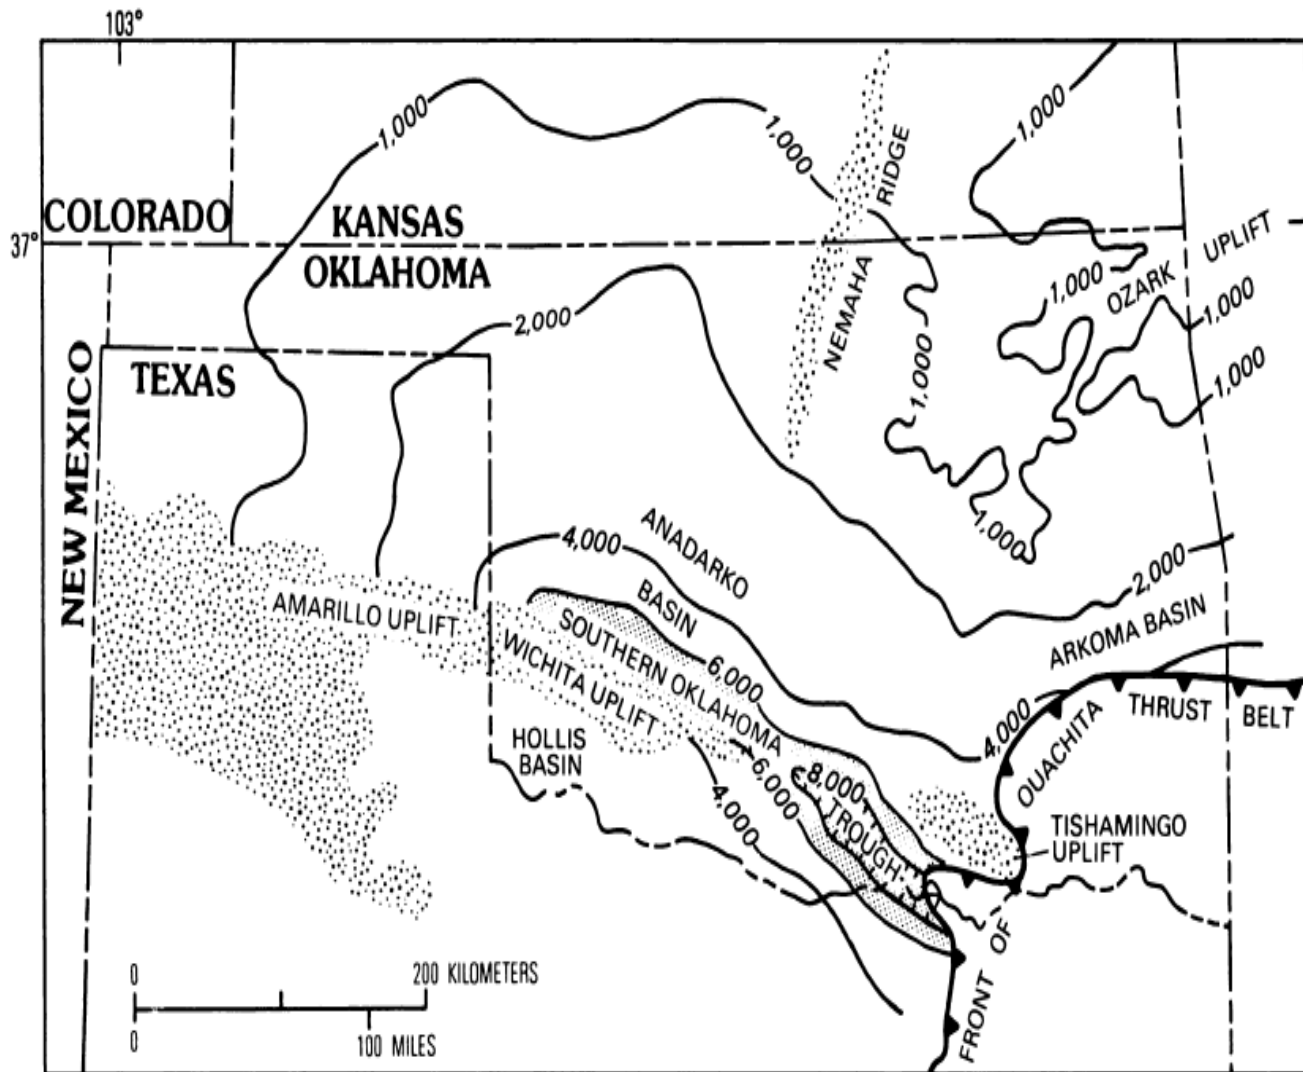 103°
1,000
1,000
1,000
COLORADO
KANSAS
37°
OKLAHOMA
NEMAHA RIDGE
OZARK UPLIFT
1,000
1,000
1,000
1,000
2,000
NEW MEXICO
TEXAS
4,000
ANADARKO
BASIN
1,000
2,000
AMARILLO UPLIFT
WICHITA UPLIFT
SOUTHERN OKLAHOMA
TROUGH
6,000
ARKOMA BASIN
4,000
OUACHITA
THRUST
BELT
HOLLIS
BASIN
6,000
4,000
8,000
TISHAMINGO
UPLIFT
FRONT OF
0
200 KILOMETERS
0
100 MILES